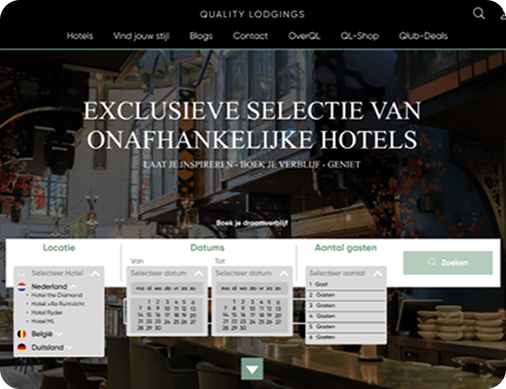 QUALITY LODGINGS
Hotels Vind jouw stijl Blogs Contact OverQL QL-Shop Qlub-Deals
EXCLUSIEVE SELECTIE VAN
ONAFHANKELIJKE HOTELS
LAAT JE INSPIREREN - BOEK JE VERBLIJF - GENIET
Boek je droomverblijf
Locatie Datums Aantal gasten
Van Tot
Selecteer Hotel Selecteer datum Selecteer datum Selecteer aantal
Zoeken
Nederland
Hotel the Diamond
Hotel villa Ruimzicht
Hotel Ryder
Hotel ML
België
Duitsland
ma di wo do vr za zo
1 2 3 4 5 6
7 8 9 10 11 12 13
14 15 16 17 18 19 20
21 22 23 24 25 26 27
28 29 30
ma di wo do vr za zo
1 2 3 4 5 6
7 8 9 10 11 12 13
14 15 16 17 18 19 20
21 22 23 24 25 26 27
28 29 30
1 Gast
2 Gasten
3 Gasten
4 Gasten
5 Gasten
6 Gasten